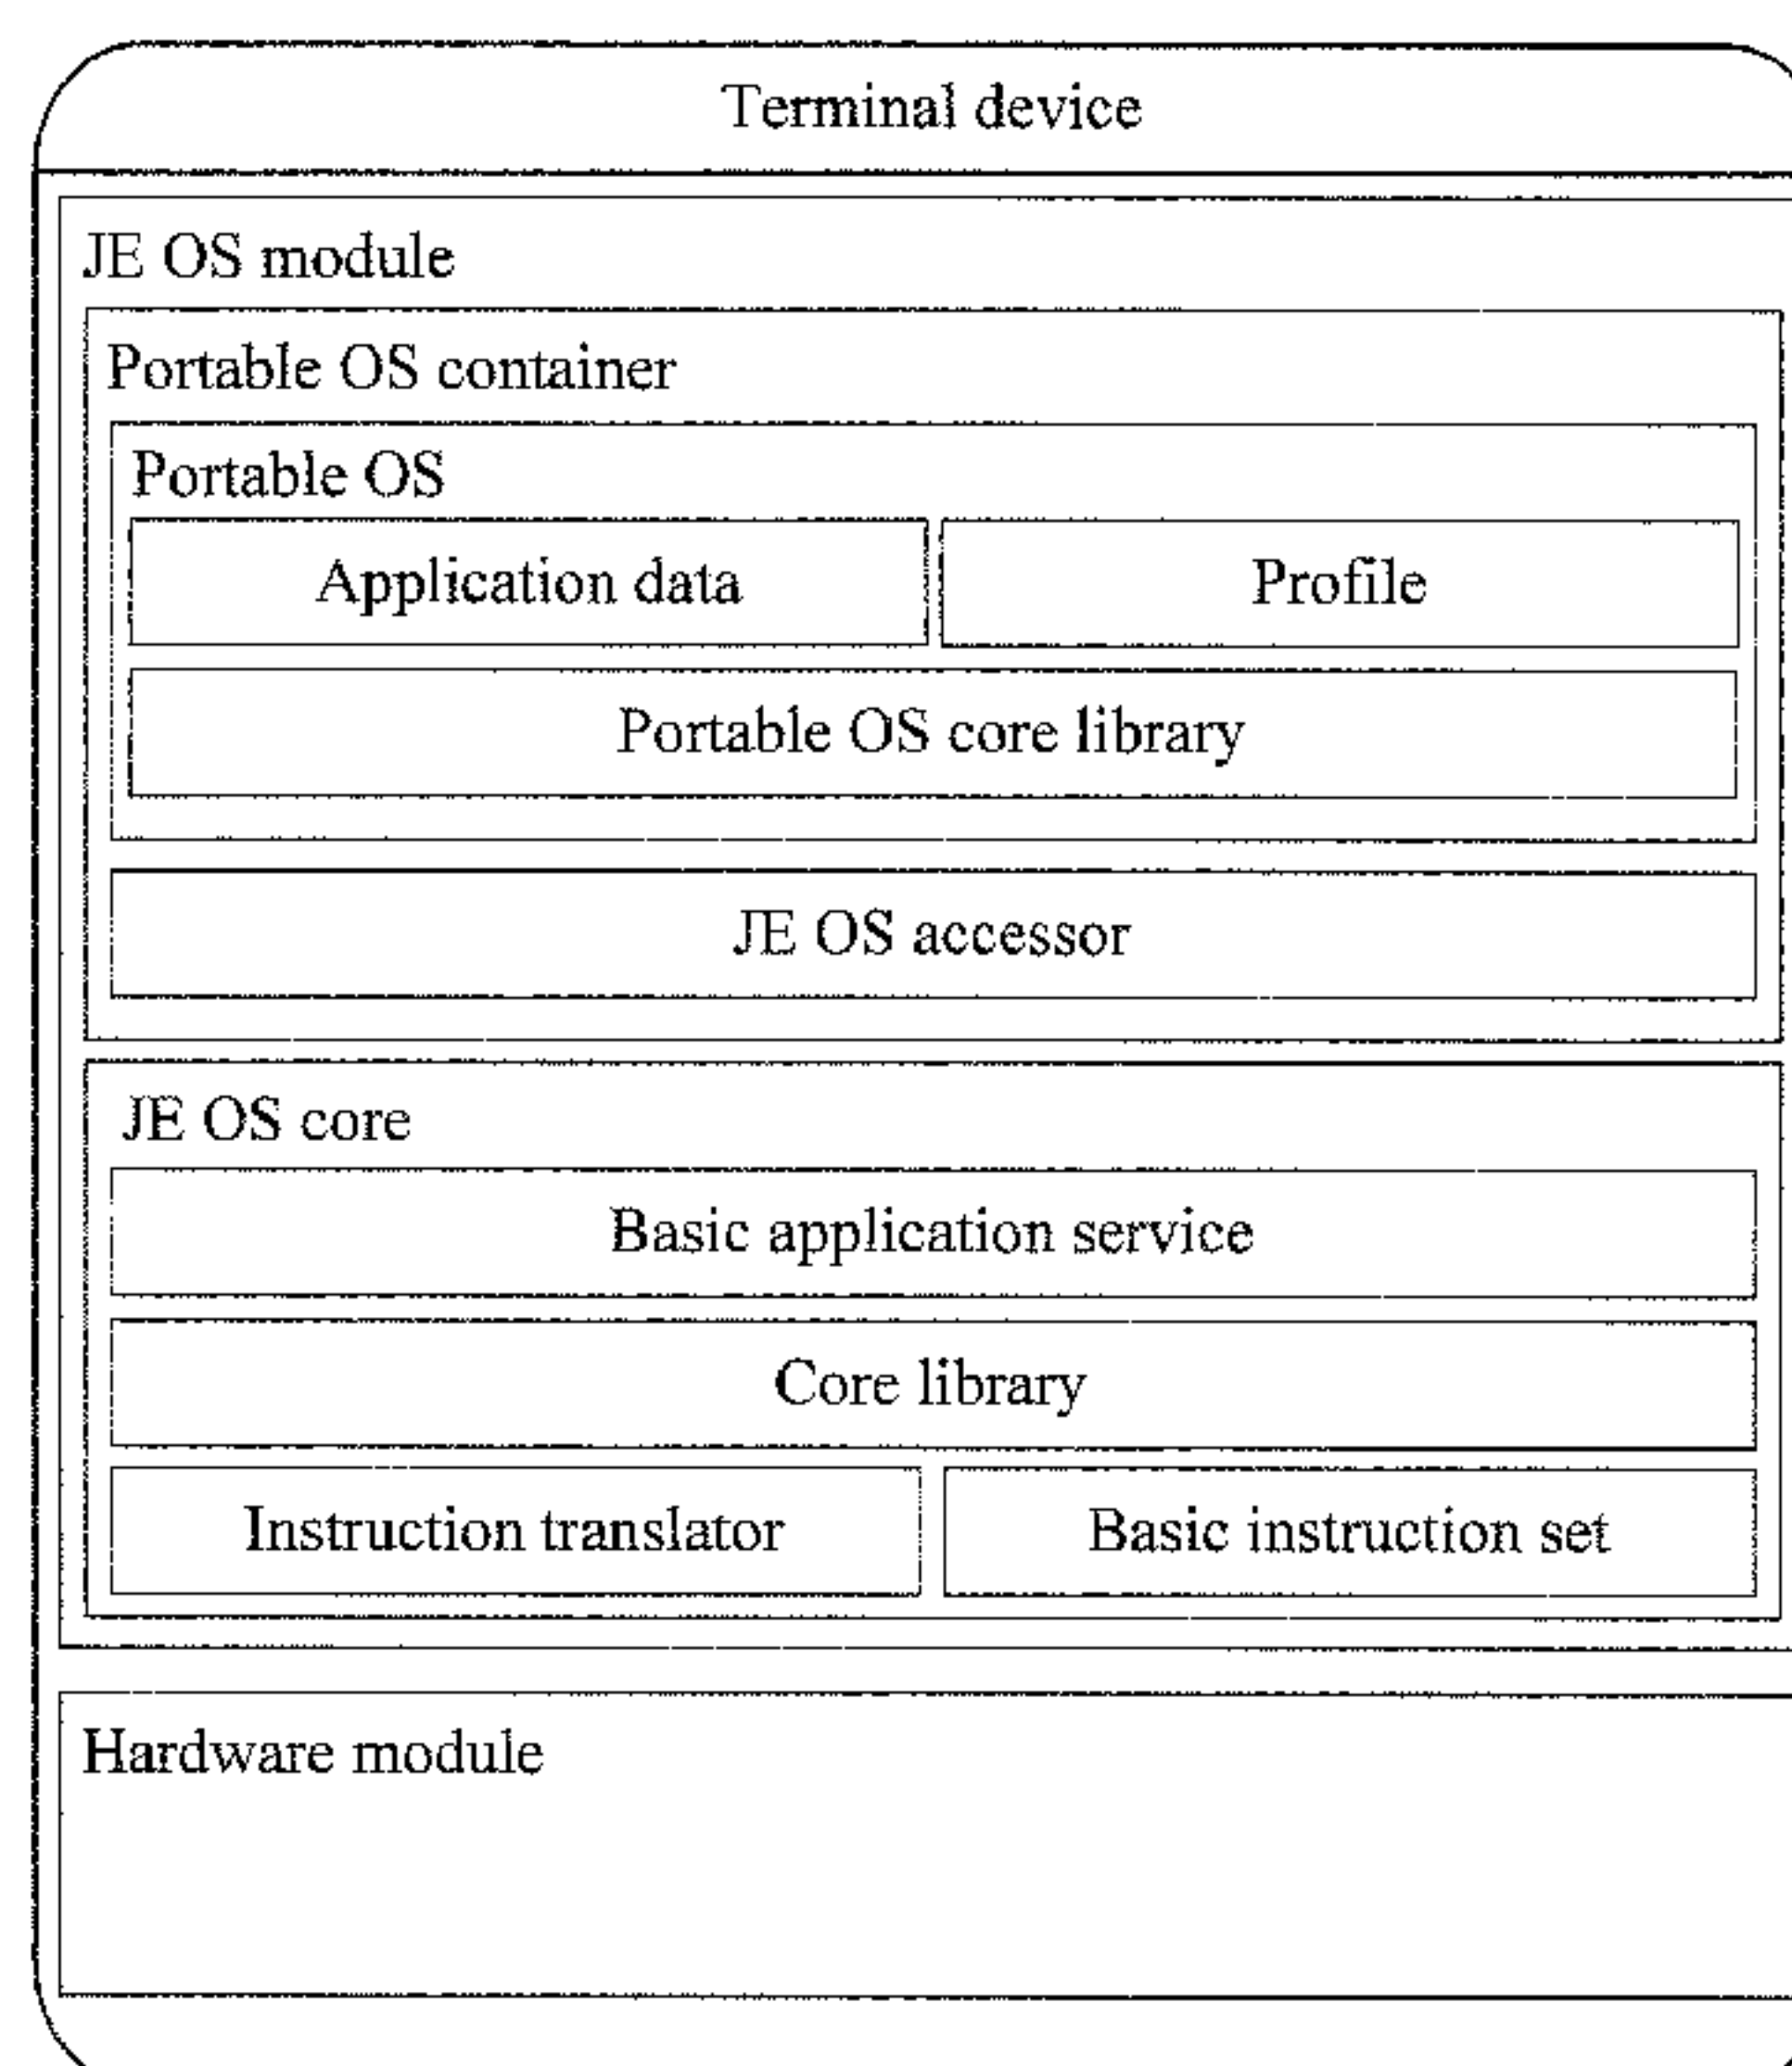 Terminal device
JE OS module
Portable OS container
Portable OS
Application data
Profile
Portable OS core library
JE OS accessor
JE OS core
Basic application service
Core library
Instruction translator
Basic instruction set
Hardware module